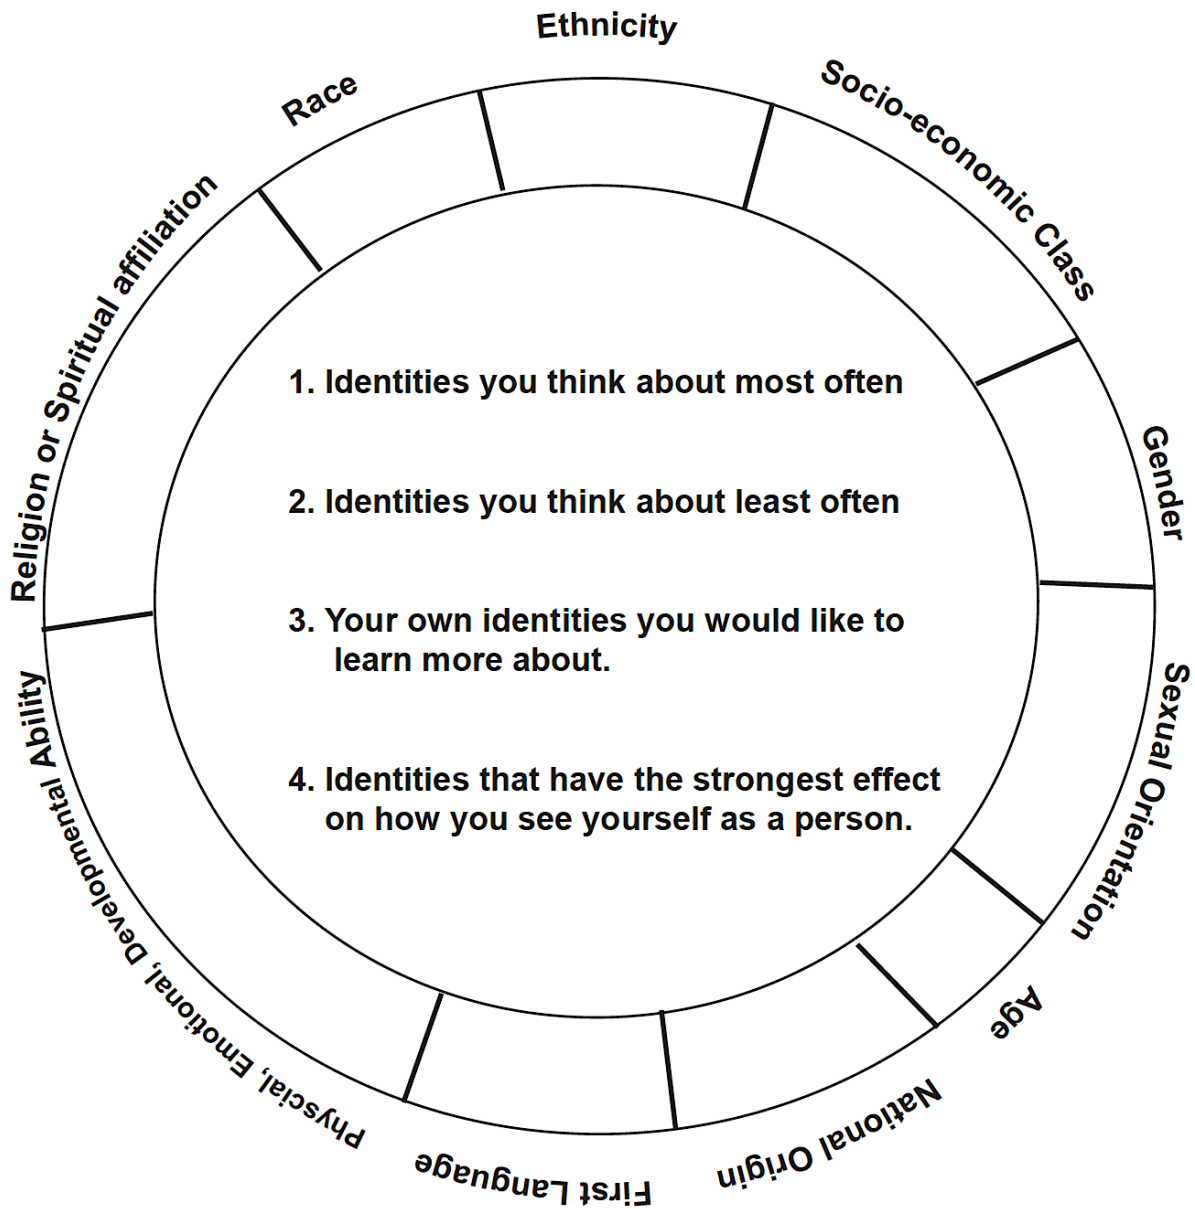 Ethnicity
Socio-economic Class
Gender
Sexual Orientation
Age
National Origin
First Language
Physcial, Emotional, Developmental Ability
Religion or Spiritual affiliation
Race
1. Identities you think about most often
2. Identities you think about least often
3. Your own identities you would like to
learn more about.
4. Identities that have the strongest effect
on how you see yourself as a person.